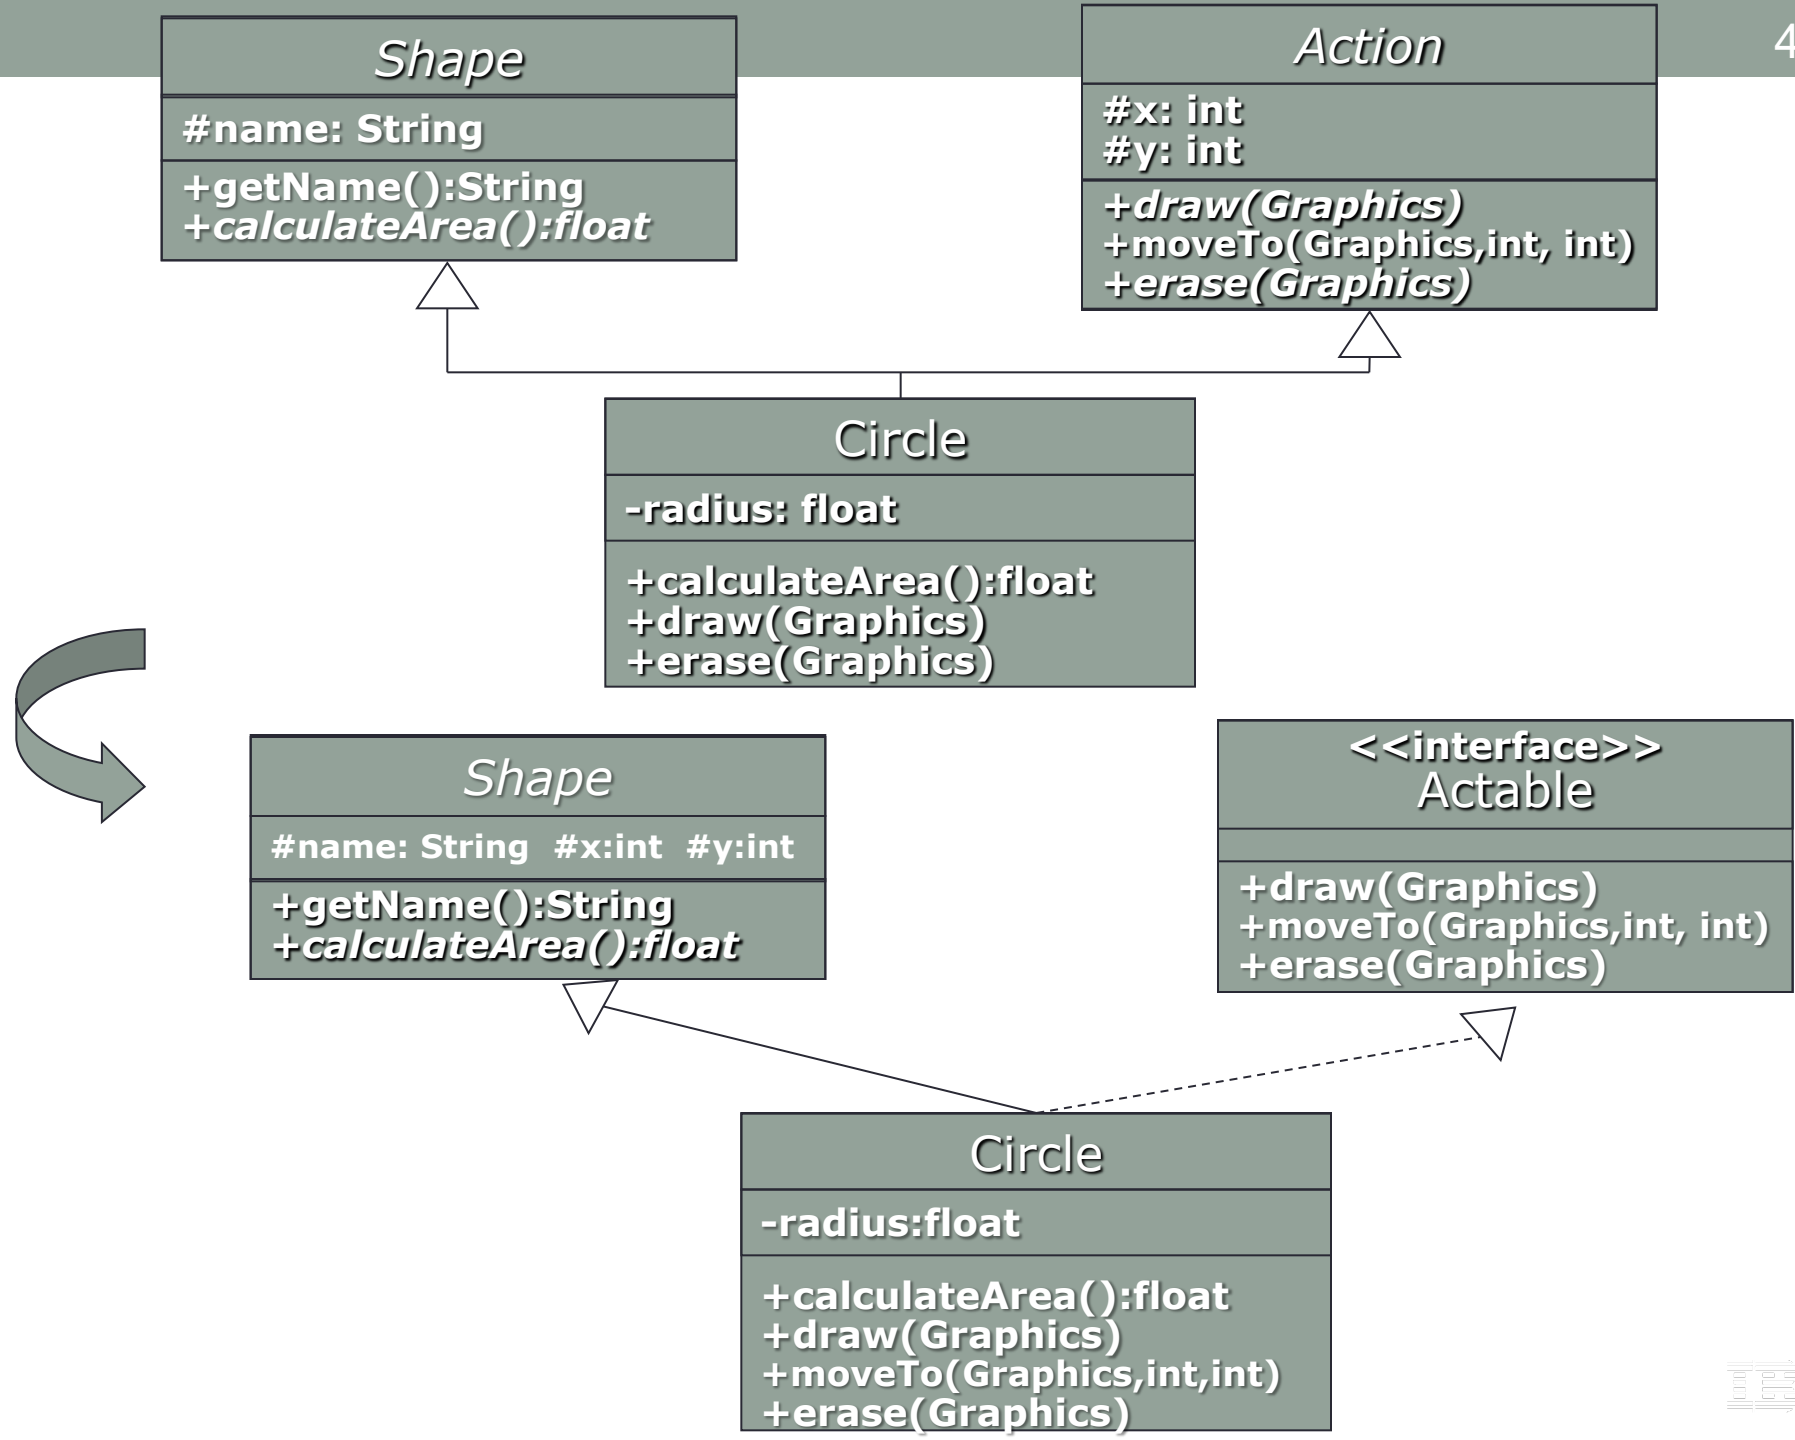 Shape
#name: String
+getName():String
+calculateArea():float
Action
4
#x: int
#y: int
+draw(Graphics)
+moveTo(Graphics,int, int)
+erase(Graphics)
Circle
-radius: float
+calculateArea():float
+draw(Graphics)
+erase(Graphics)
Shape
#name: String #x:int #y:int
+getName():String
+calculateArea():float
<<interface>>
Actable
+draw(Graphics)
+moveTo(Graphics,int, int)
+erase(Graphics)
Circle
-radius:float
+calculateArea():float
+draw(Graphics)
+moveTo(Graphics,int,int)
+erase(Graphics)